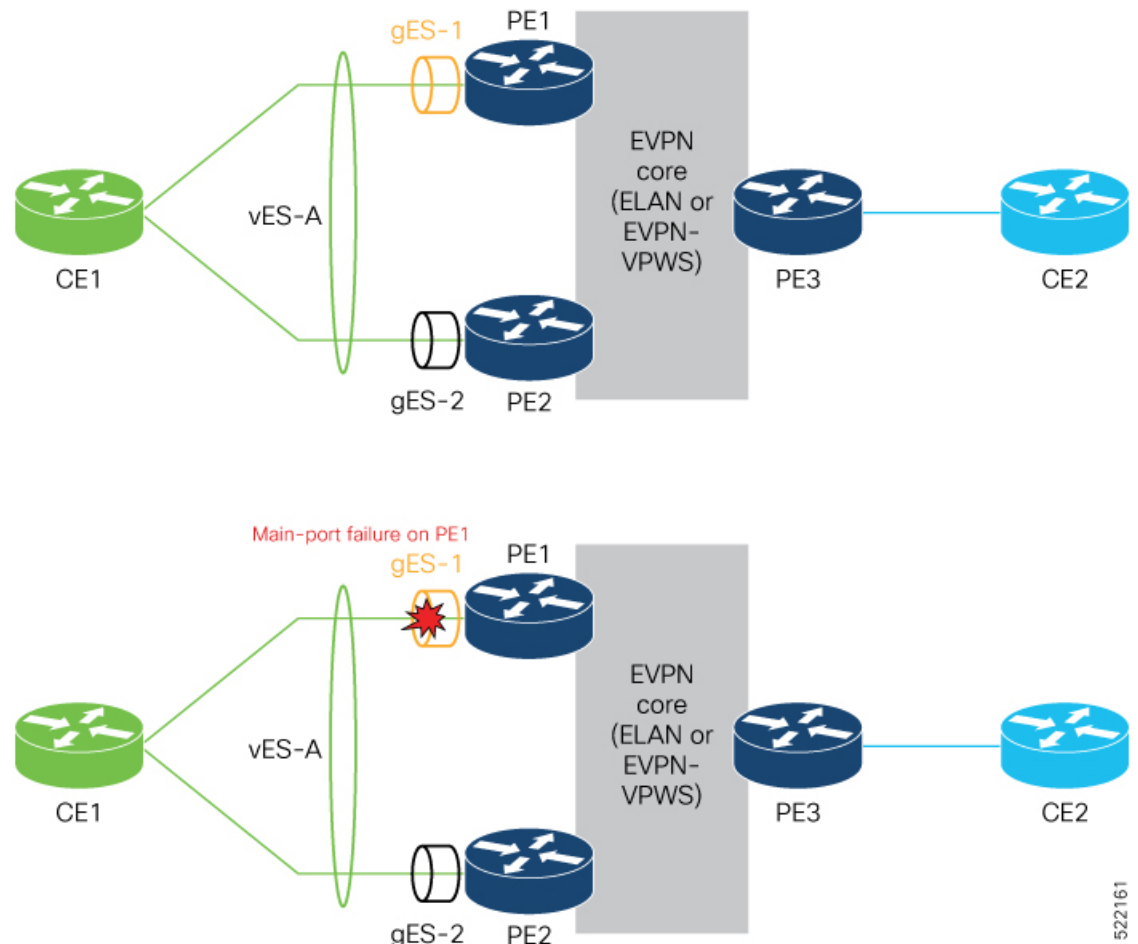 gES-1
PE1
CE1
vES-A
EVPN
core
(ELAN or
EVPN-
VPWS)
PE3
CE2
gES-2
PE2
Main-port failure on PE1
gES-1
PE1
CE1
vES-A
EVPN
core
(ELAN or
EVPN-
VPWS)
PE3
CE2
gES-2
PE2
522161